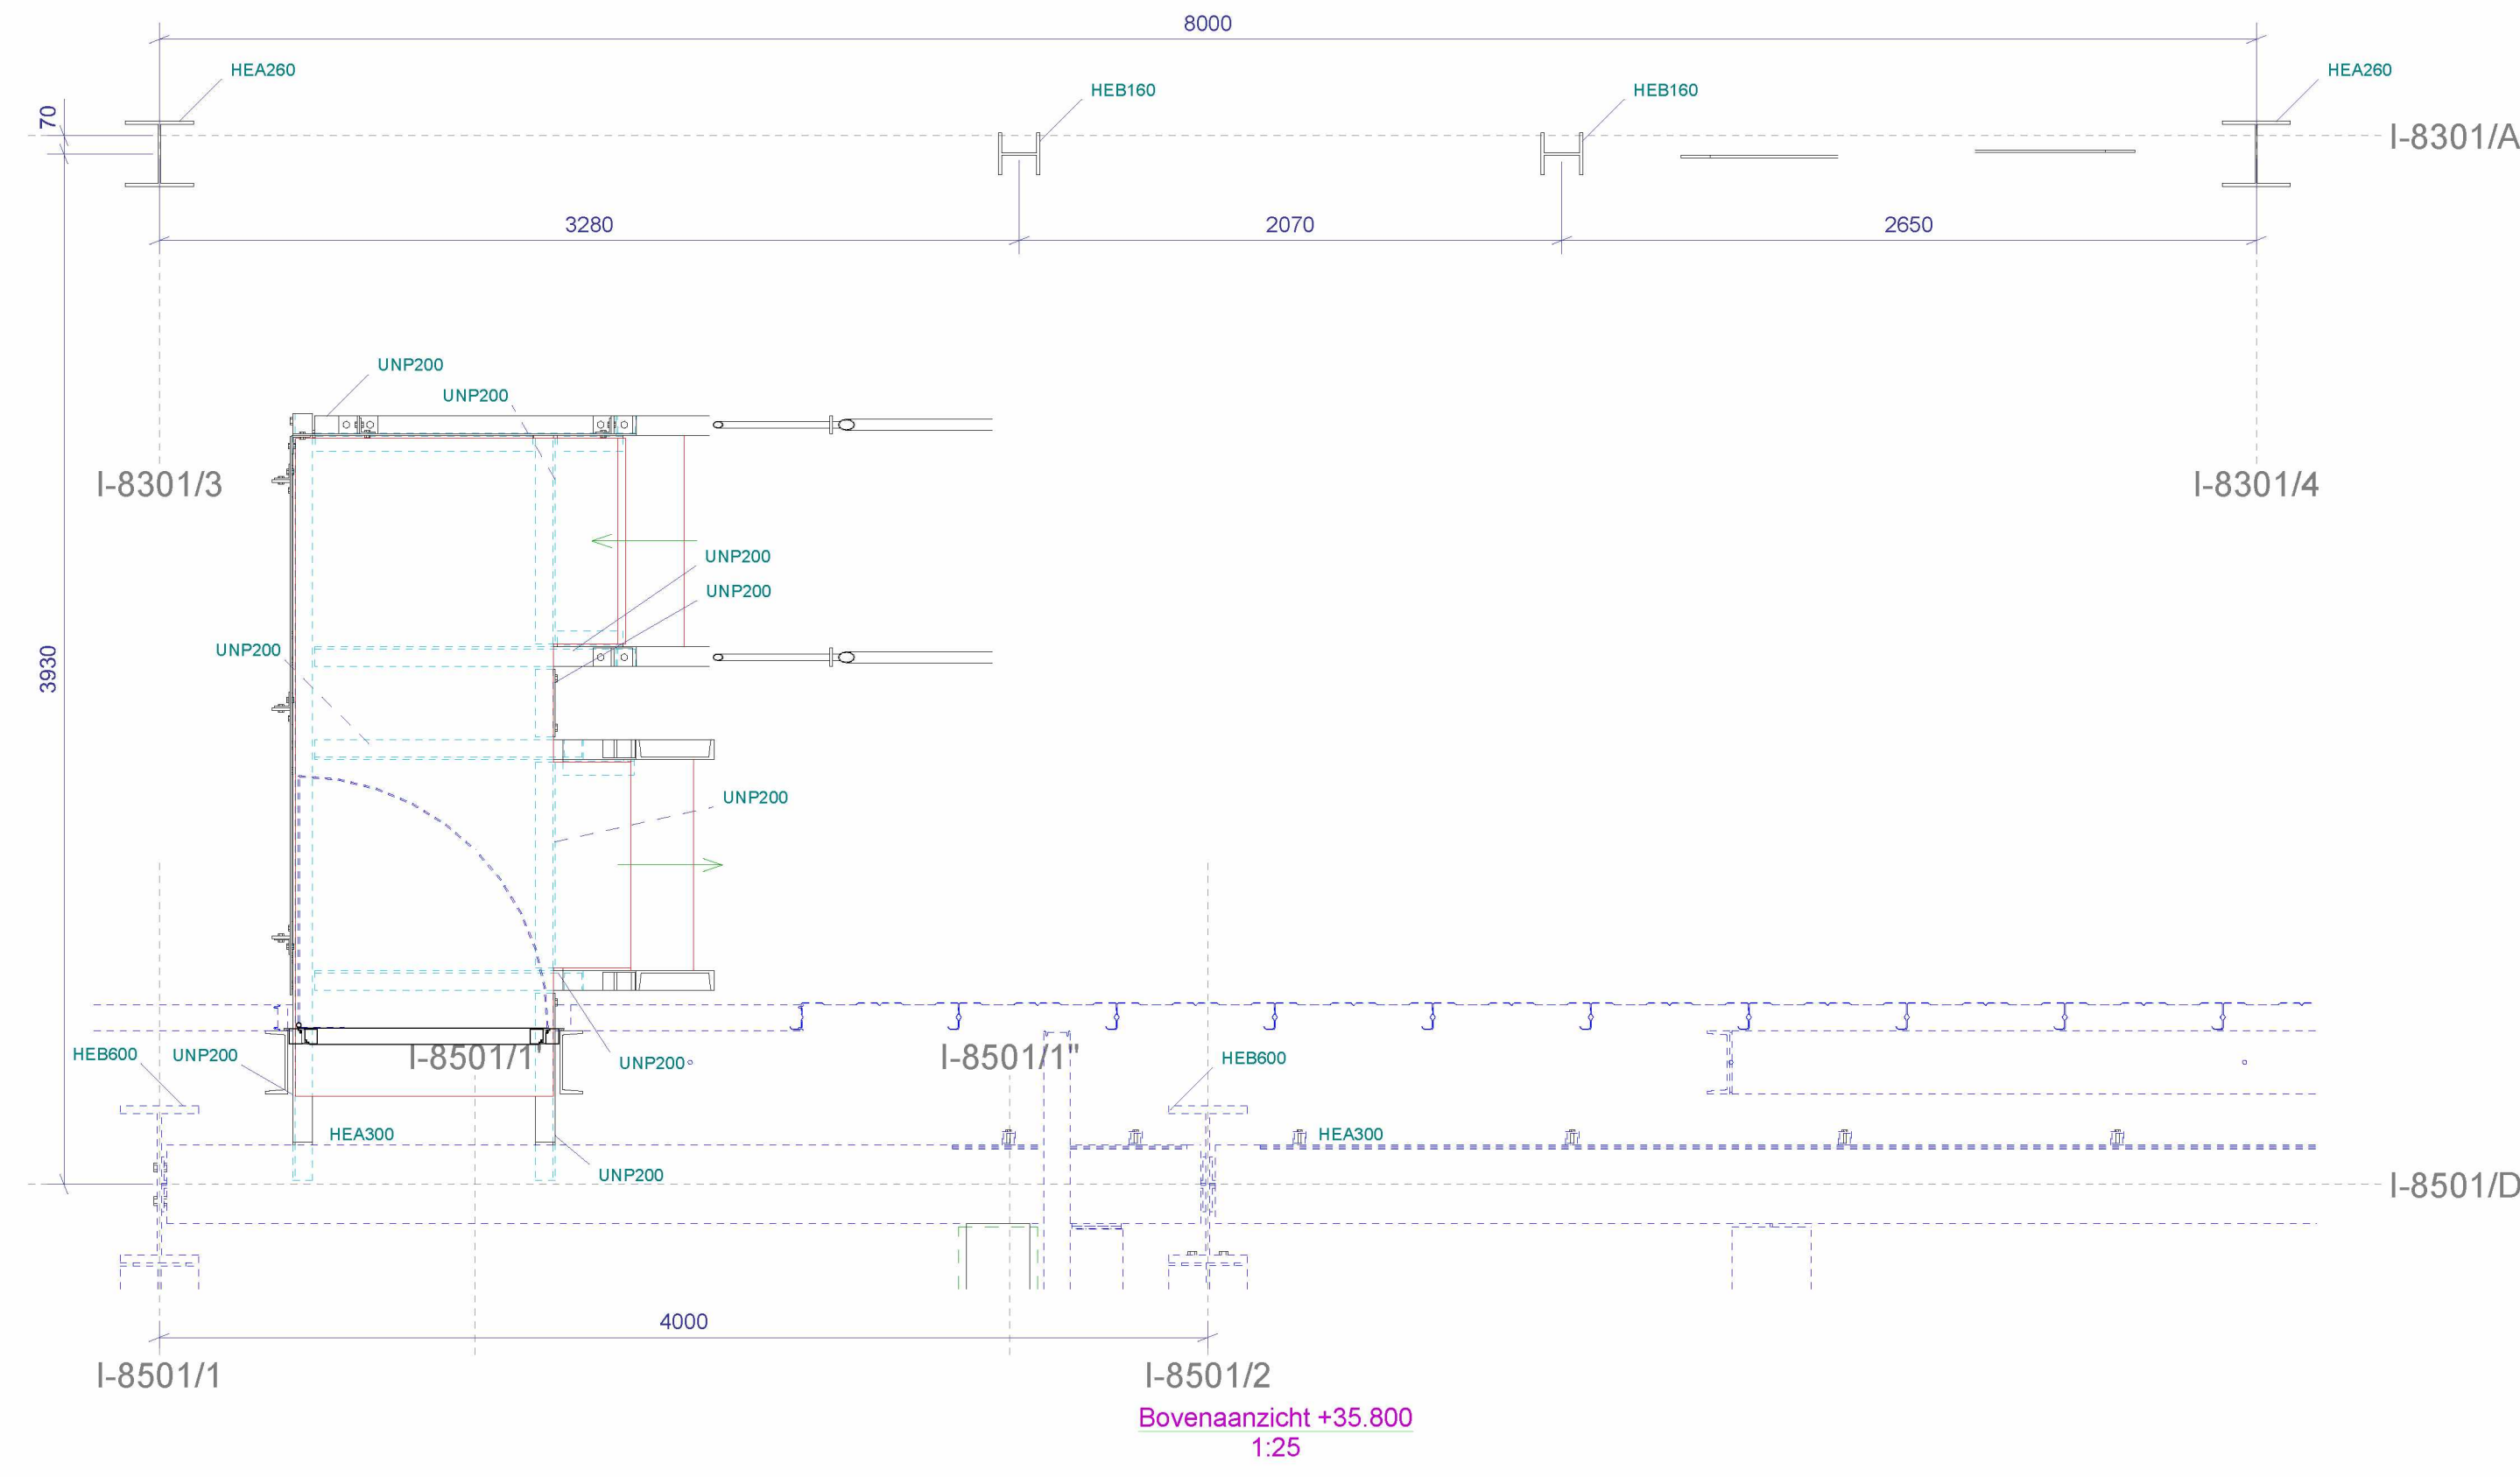 8000
HEA260
HEA260
HEB160
HEB160
70
I-8301/A
3280
2070
2650
UNP200
UNP200
I-8301/3
I-8301/4
UNP200
UNP200
UNP200
3930
UNP200
HEB600
UNP200
I-8501/1'
UNP200
I-8501/1"
HEB600
HEA300
HEA300
UNP200
I-8501/D
4000
I-8501/1
I-8501/2
Bovenaanzicht +35.800
1:25